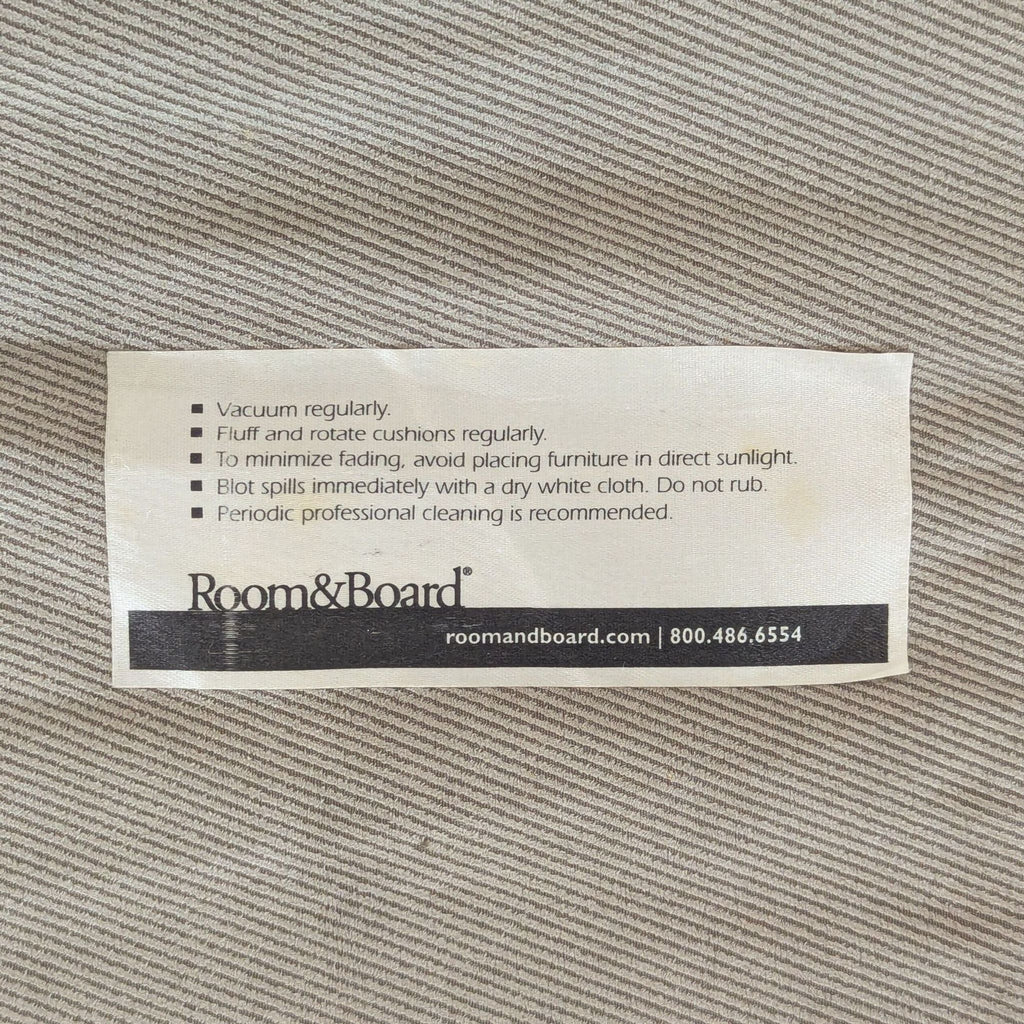 ▪ Vacuum regularly.
▪ Fluff and rotate cushions regularly.
▪ To minimize fading, avoid placing furniture in direct sunlight.
▪ Blot spills immediately with a dry white cloth. Do not rub.
▪ Periodic professional cleaning is recommended.
Room&Board®
roomandboard.com | 800.486.6554